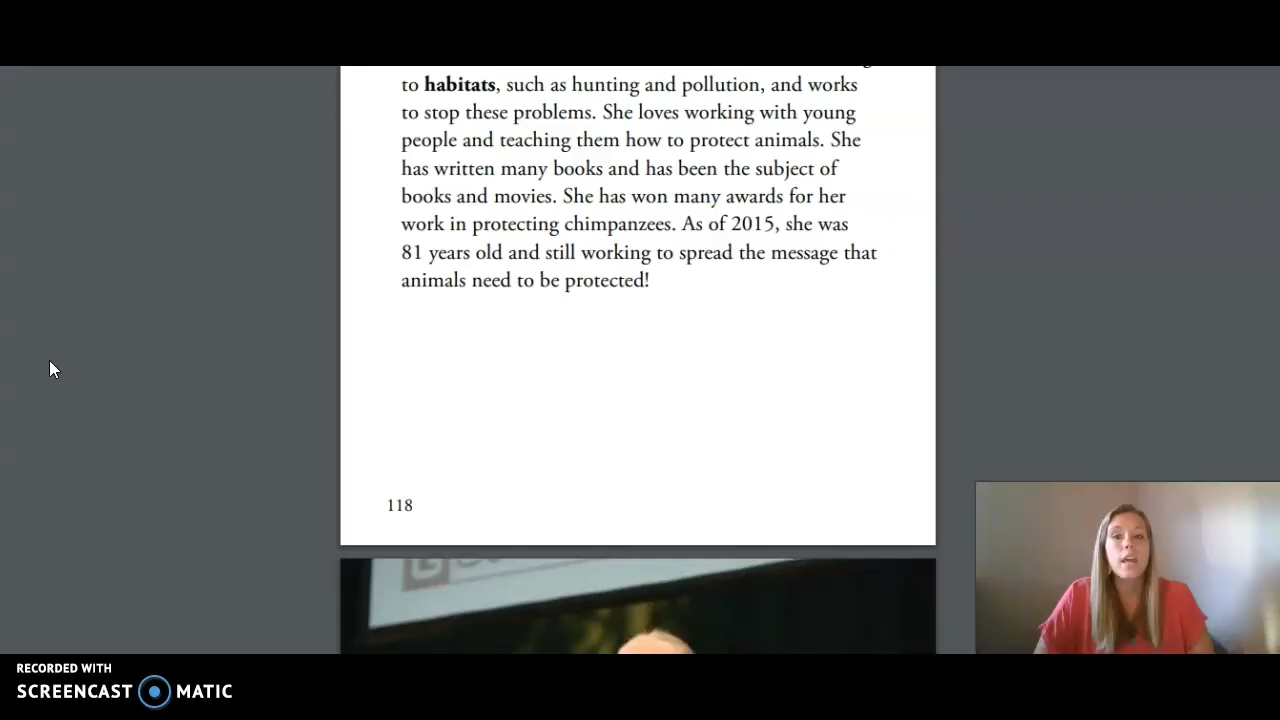 to habitats, such as hunting and pollution, and works
to stop these problems. She loves working with young
people and teaching them how to protect animals. She
has written many books and has been the subject of
books and movies. She has won many awards for her
work in protecting chimpanzees. As of 2015, she was
81 years old and still working to spread the message that
animals need to be protected!
118
RECORDED WITH
SCREENCAST MATIC